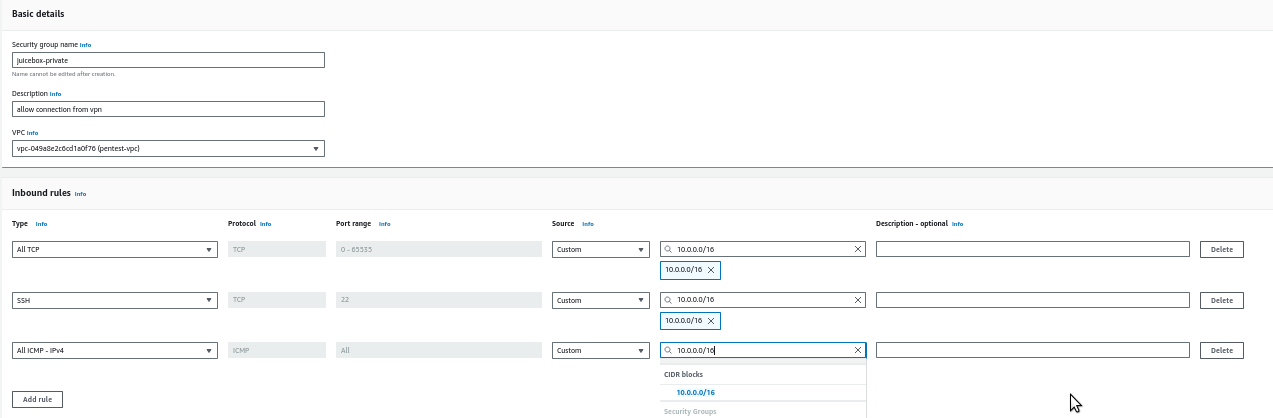 Basic details
Security group name Info
juicebox-private
Name cannot be edited after creation.
Description Info
allow connection from vpn
VPC Info
vpc-049a8e2c6cd1a0f76 (pentest-vpc)
Inbound rules Info
Type Info Protocol Info Port range Info Source Info Description - optional Info
All TCP TCP 0 - 65535 Custom 10.0.0.0/16 Delete
10.0.0.0/16
SSH TCP 22 Custom 10.0.0.0/16 Delete
10.0.0.0/16
All ICMP - IPv4 ICMP All Custom 10.0.0.0/16 Delete
CIDR blocks
10.0.0.0/16
Add rule
Security Groups